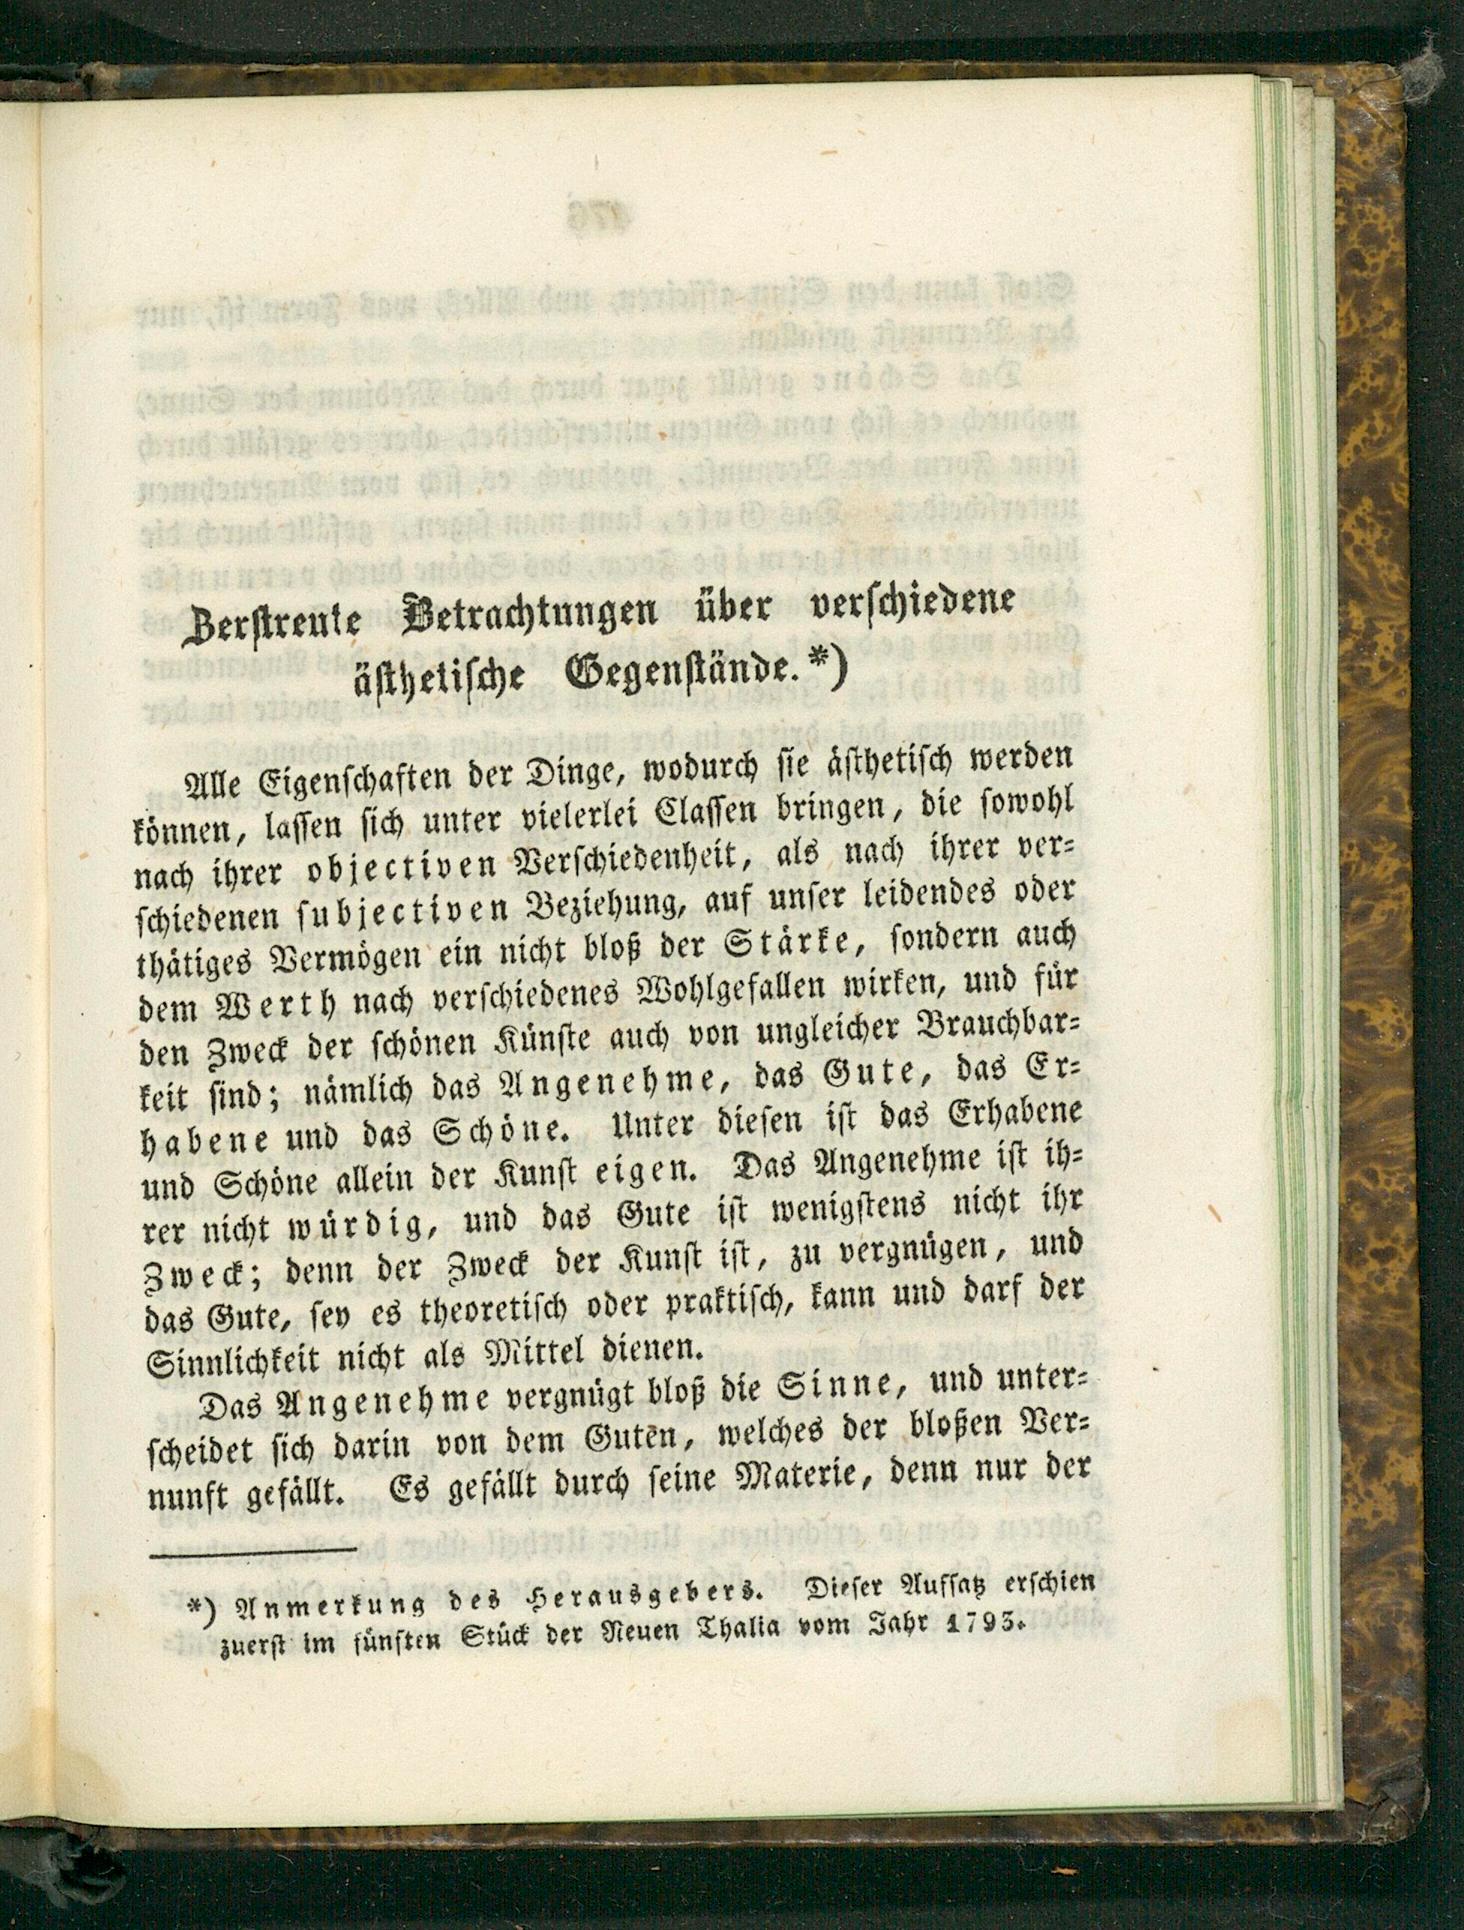 Zerstreute Betrachtungen über verschiedene
ästhetische Gegenstände.*)
Alle Eigenschaften der Dinge, wodurch sie ästhetisch werden
können, lassen sich unter vielerlei Classen bringen, die sowohl
nach ihrer objectiven Verschiedenheit, als nach ihrer ver-
schiedenen subjectiven Beziehung, auf unser leidendes oder
thätiges Vermögen ein nicht bloß der Stärke, sondern auch
dem Werth nach verschiedenes Wohlgefallen wirken, und für
den Zweck der schönen Künste auch von ungleicher Brauchbar-
keit sind; nämlich das Angenehme, das Gute, das Er-
habene und das Schöne. Unter diesen ist das Erhabene
und Schöne allein der Kunst eigen. Das Angenehme ist ih-
rer nicht würdig, und das Gute ist wenigstens nicht ihr
Zweck; denn der Zweck der Kunst ist, zu vergnügen, und
das Gute, sey es theoretisch oder praktisch, kann und darf der
Sinnlichkeit nicht als Mittel dienen.
Das Angenehme vergnügt bloß die Sinne, und unter-
scheidet sich darin von dem Guten, welches der bloßen Ver-
nunft gefällt. Es gefällt durch seine Materie, denn nur der
*) Anmerkung des Herausgebers. Dieser Aufsatz erschien
zuerst im fünften Stück der Neuen Thalia vom Jahr 1793.